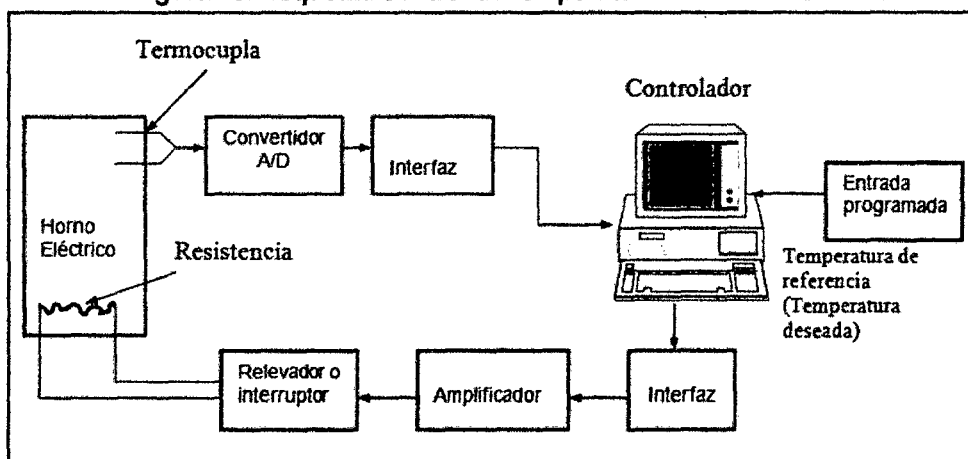 Termocupla
Controlador
Convertidor
A/D
Interfaz
Entrada
programada
Horno
Eléctrico
Resistencia
Temperatura de
referencia
(Temperatura
deseada)
Relevador o
interruptor
Amplificador
Interfaz